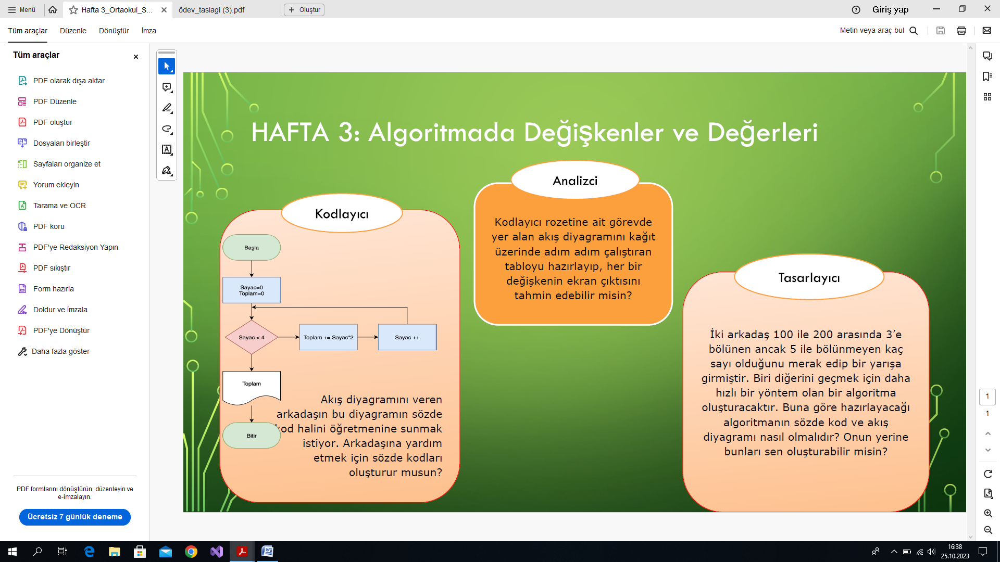 Menü
Hafta 3_Ortaokul_S...
ödev_taslagi (3).pdf
Oluştur
Giriş yap
Tüm araçlar
Düzenle
Dönüştür
İmza
Metin veya araç bul
Tüm araçlar
PDF olarak dışa aktar
PDF Düzenle
PDF oluştur
Dosyaları birleştir
Sayfaları organize et
Yorum ekleyin
Tarama ve OCR
PDF koru
PDF'ye Redaksiyon Yapın
PDF sıkıştır
Form hazırla
Doldur ve İmzala
PDF'ye Dönüştür
Daha fazla göster
PDF formlarını dönüştürün, düzenleyin ve
e-imzalayın.
Ücretsiz 7 günlük deneme
HAFTA 3: Algoritmada Değişkenler ve Değerleri
Kodlayıcı
Başla
Sayac=0
Toplam=0
Sayac < 4
Toplam += Sayac*2
Sayac ++
Toplam
Bitir
Akış diyagramını veren
arkadaşın bu diyagramın sözde
kod halini öğretmenine sunmak
istiyor. Arkadaşına yardım
etmek için sözde kodları
oluşturur musun?
Analizci
Kodlayıcı rozetine ait görevde
yer alan akış diyagramını kağıt
üzerinde adım adım çalıştıran
tabloyu hazırlayıp, her bir
değişkenin ekran çıktısını
tahmin edebilir misin?
Tasarlayıcı
İki arkadaş 100 ile 200 arasında 3’e
bölünen ancak 5 ile bölünmeyen kaç
sayı olduğunu merak edip bir yarışa
girmiştir. Biri diğerini geçmek için daha
hızlı bir yöntem olan bir algoritma
oluşturacaktır. Buna göre hazırlayacağı
algoritmanın sözde kod ve akış
diyagramı nasıl olmalıdır? Onun yerine
bunları sen oluşturabilir misin?
1
1
16:38
25.10.2023